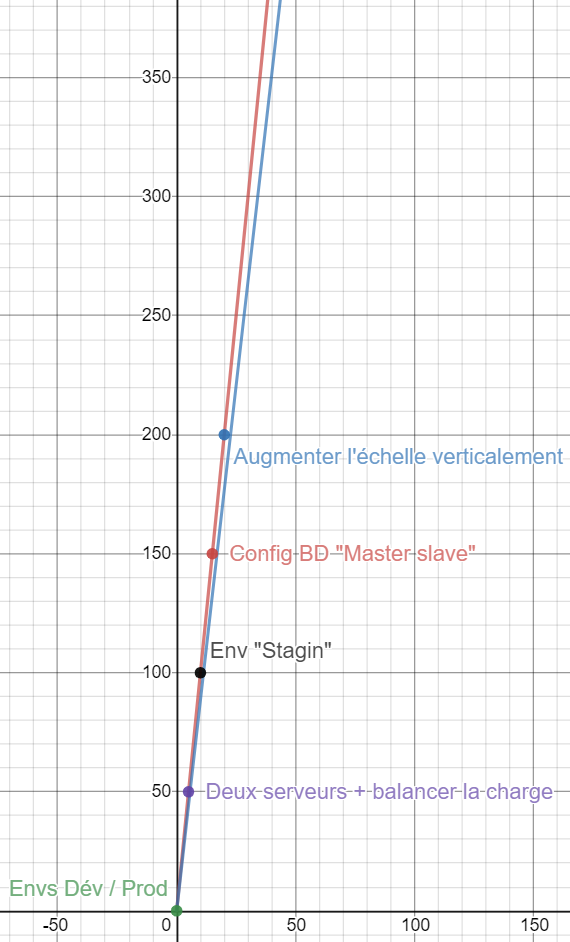 350
300
250
200
Augmenter l'échelle verticalement
150
Config BD "Master slave"
Env "Stagin"
100
50
Deux serveurs + balancer la charge
Envs Dév / Prod
-50
0
50
100
150